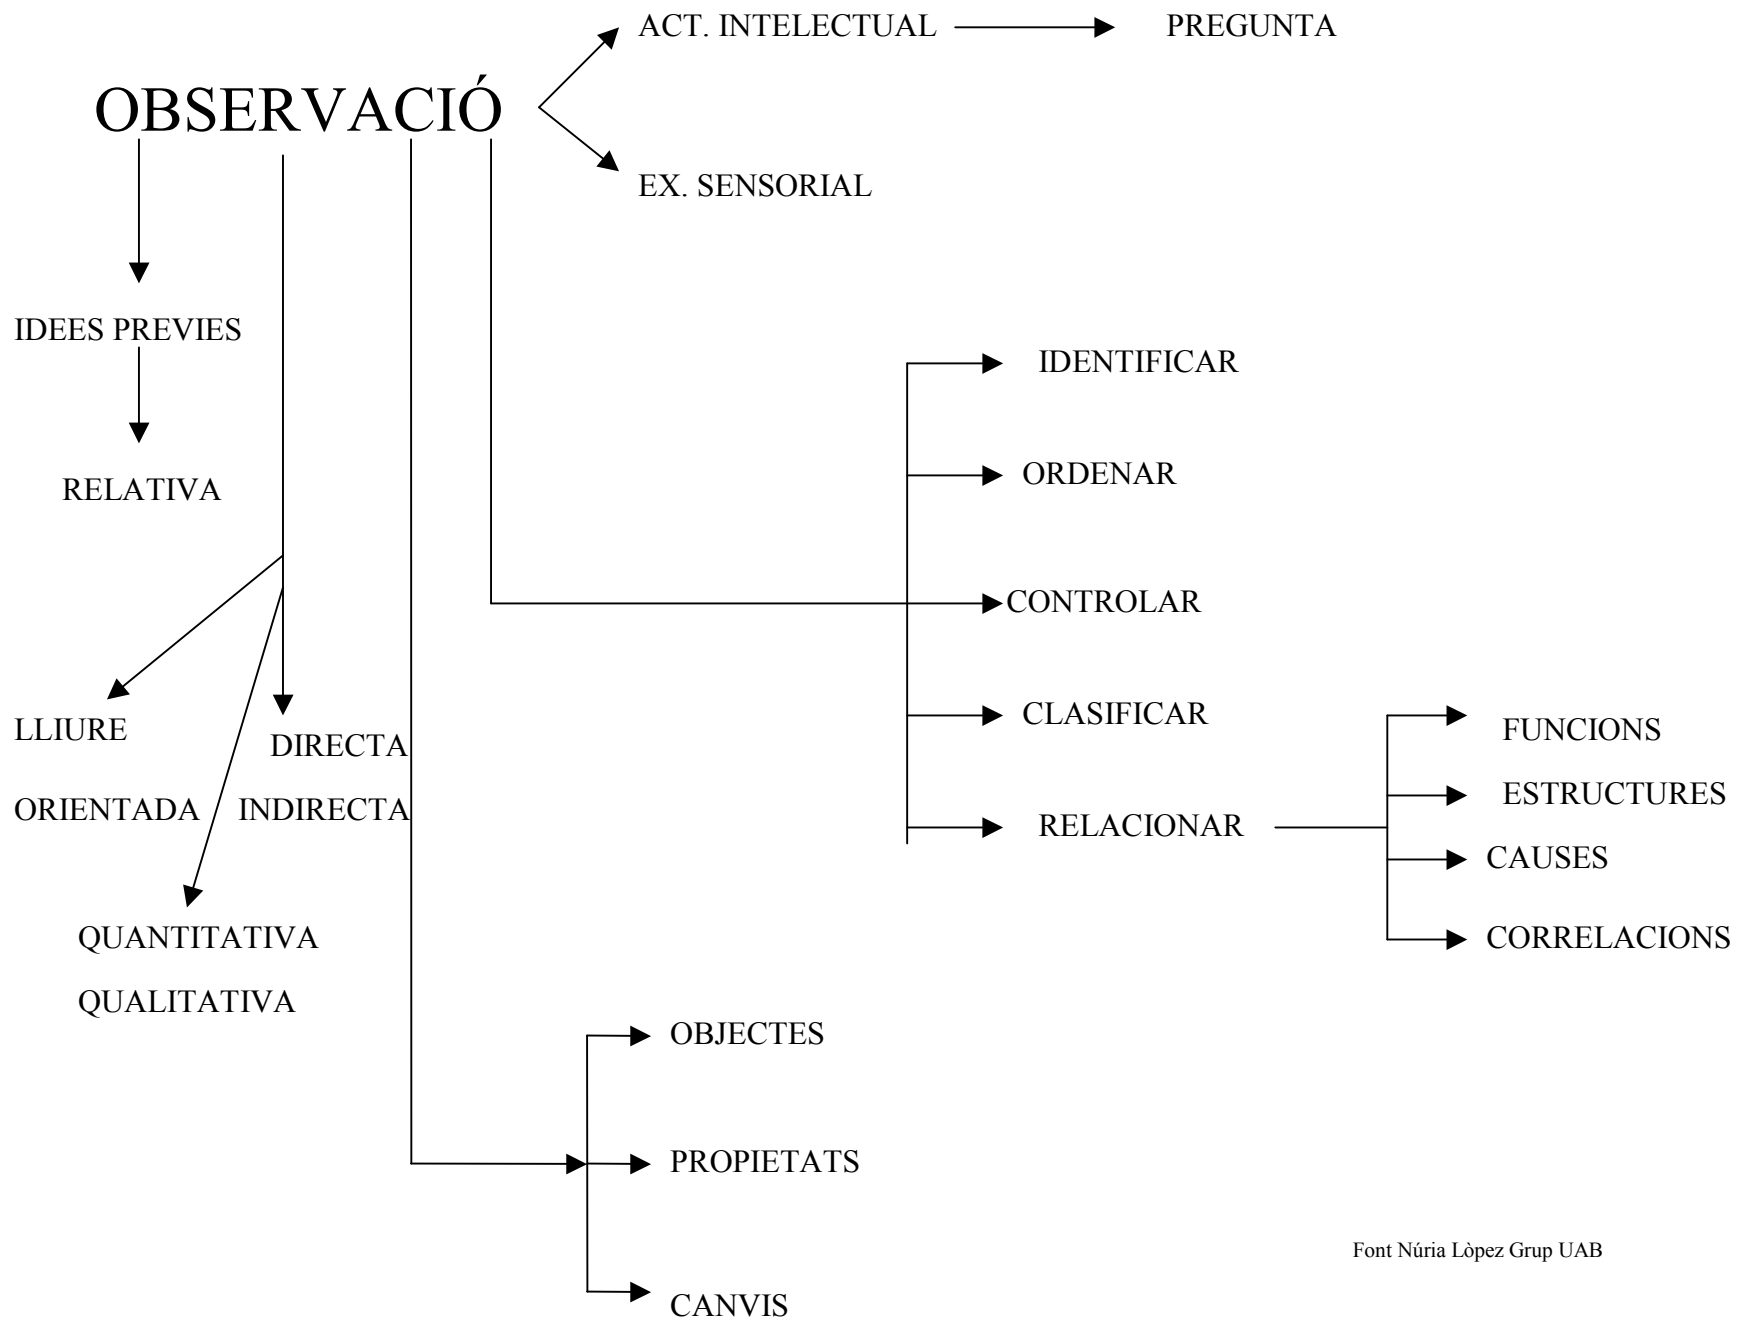 ACT. INTELECTUAL PREGUNTA
OBSERVACIÓ
EX. SENSORIAL
IDEES PREVIES
RELATIVA
LLIURE
ORIENTADA
DIRECTA
INDIRECTA
QUANTITATIVA
QUALITATIVA
IDENTIFICAR
ORDENAR
CONTROLAR
CLASIFICAR
RELACIONAR
FUNCIONS
ESTRUCTURES
CAUSES
CORRELACIONS
OBJECTES
PROPIETATS
CANVIS
Font Núria Lòpez Grup UAB